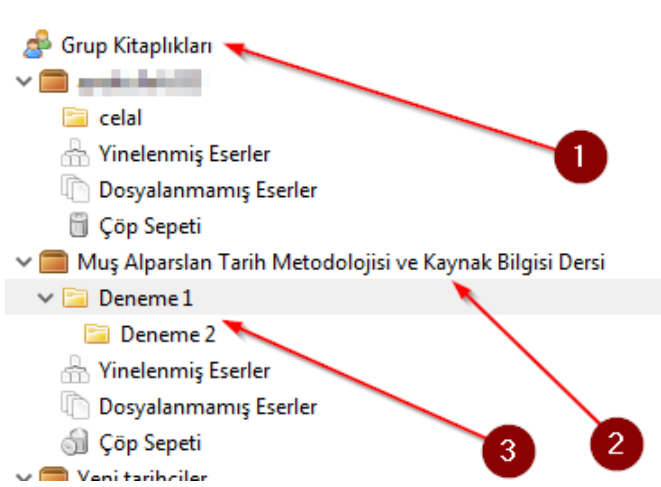 Grup Kitaplıkları
celal
Yinelenmiş Eserler
1
Dosyalanmamış Eserler
Çöp Sepeti
Muş Alparslan Tarih Metodolojisi ve Kaynak Bilgisi Dersi
Deneme 1
Deneme 2
Yinelenmiş Eserler
Dosyalanmamış Eserler
Çöp Sepeti
3
2
Yeni tarihçiler